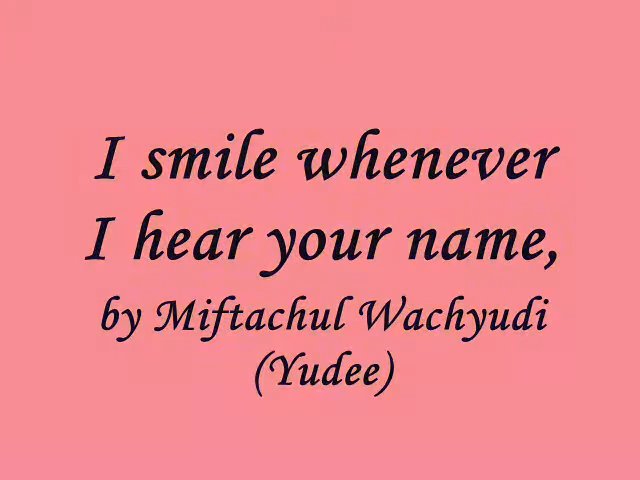 I smile whenever
I hear your name,
by Miftachul Wachyudi
(Yudee)